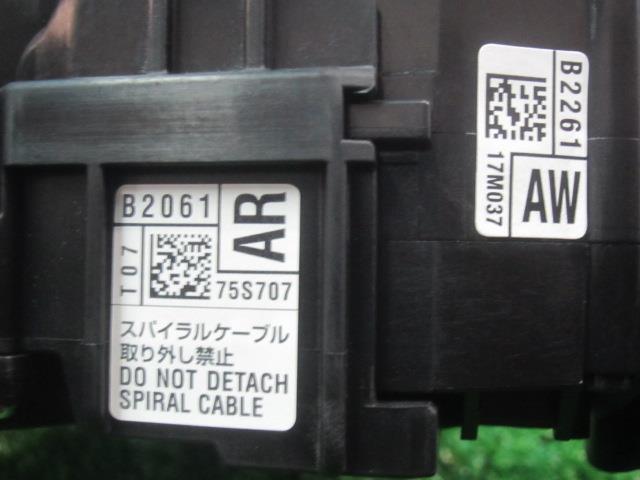 B2061
AR
T07
75S707
スパイラルケーブル
取り外し禁止
DO NOT DETACH
SPIRAL CABLE
B2261
17M037
AW